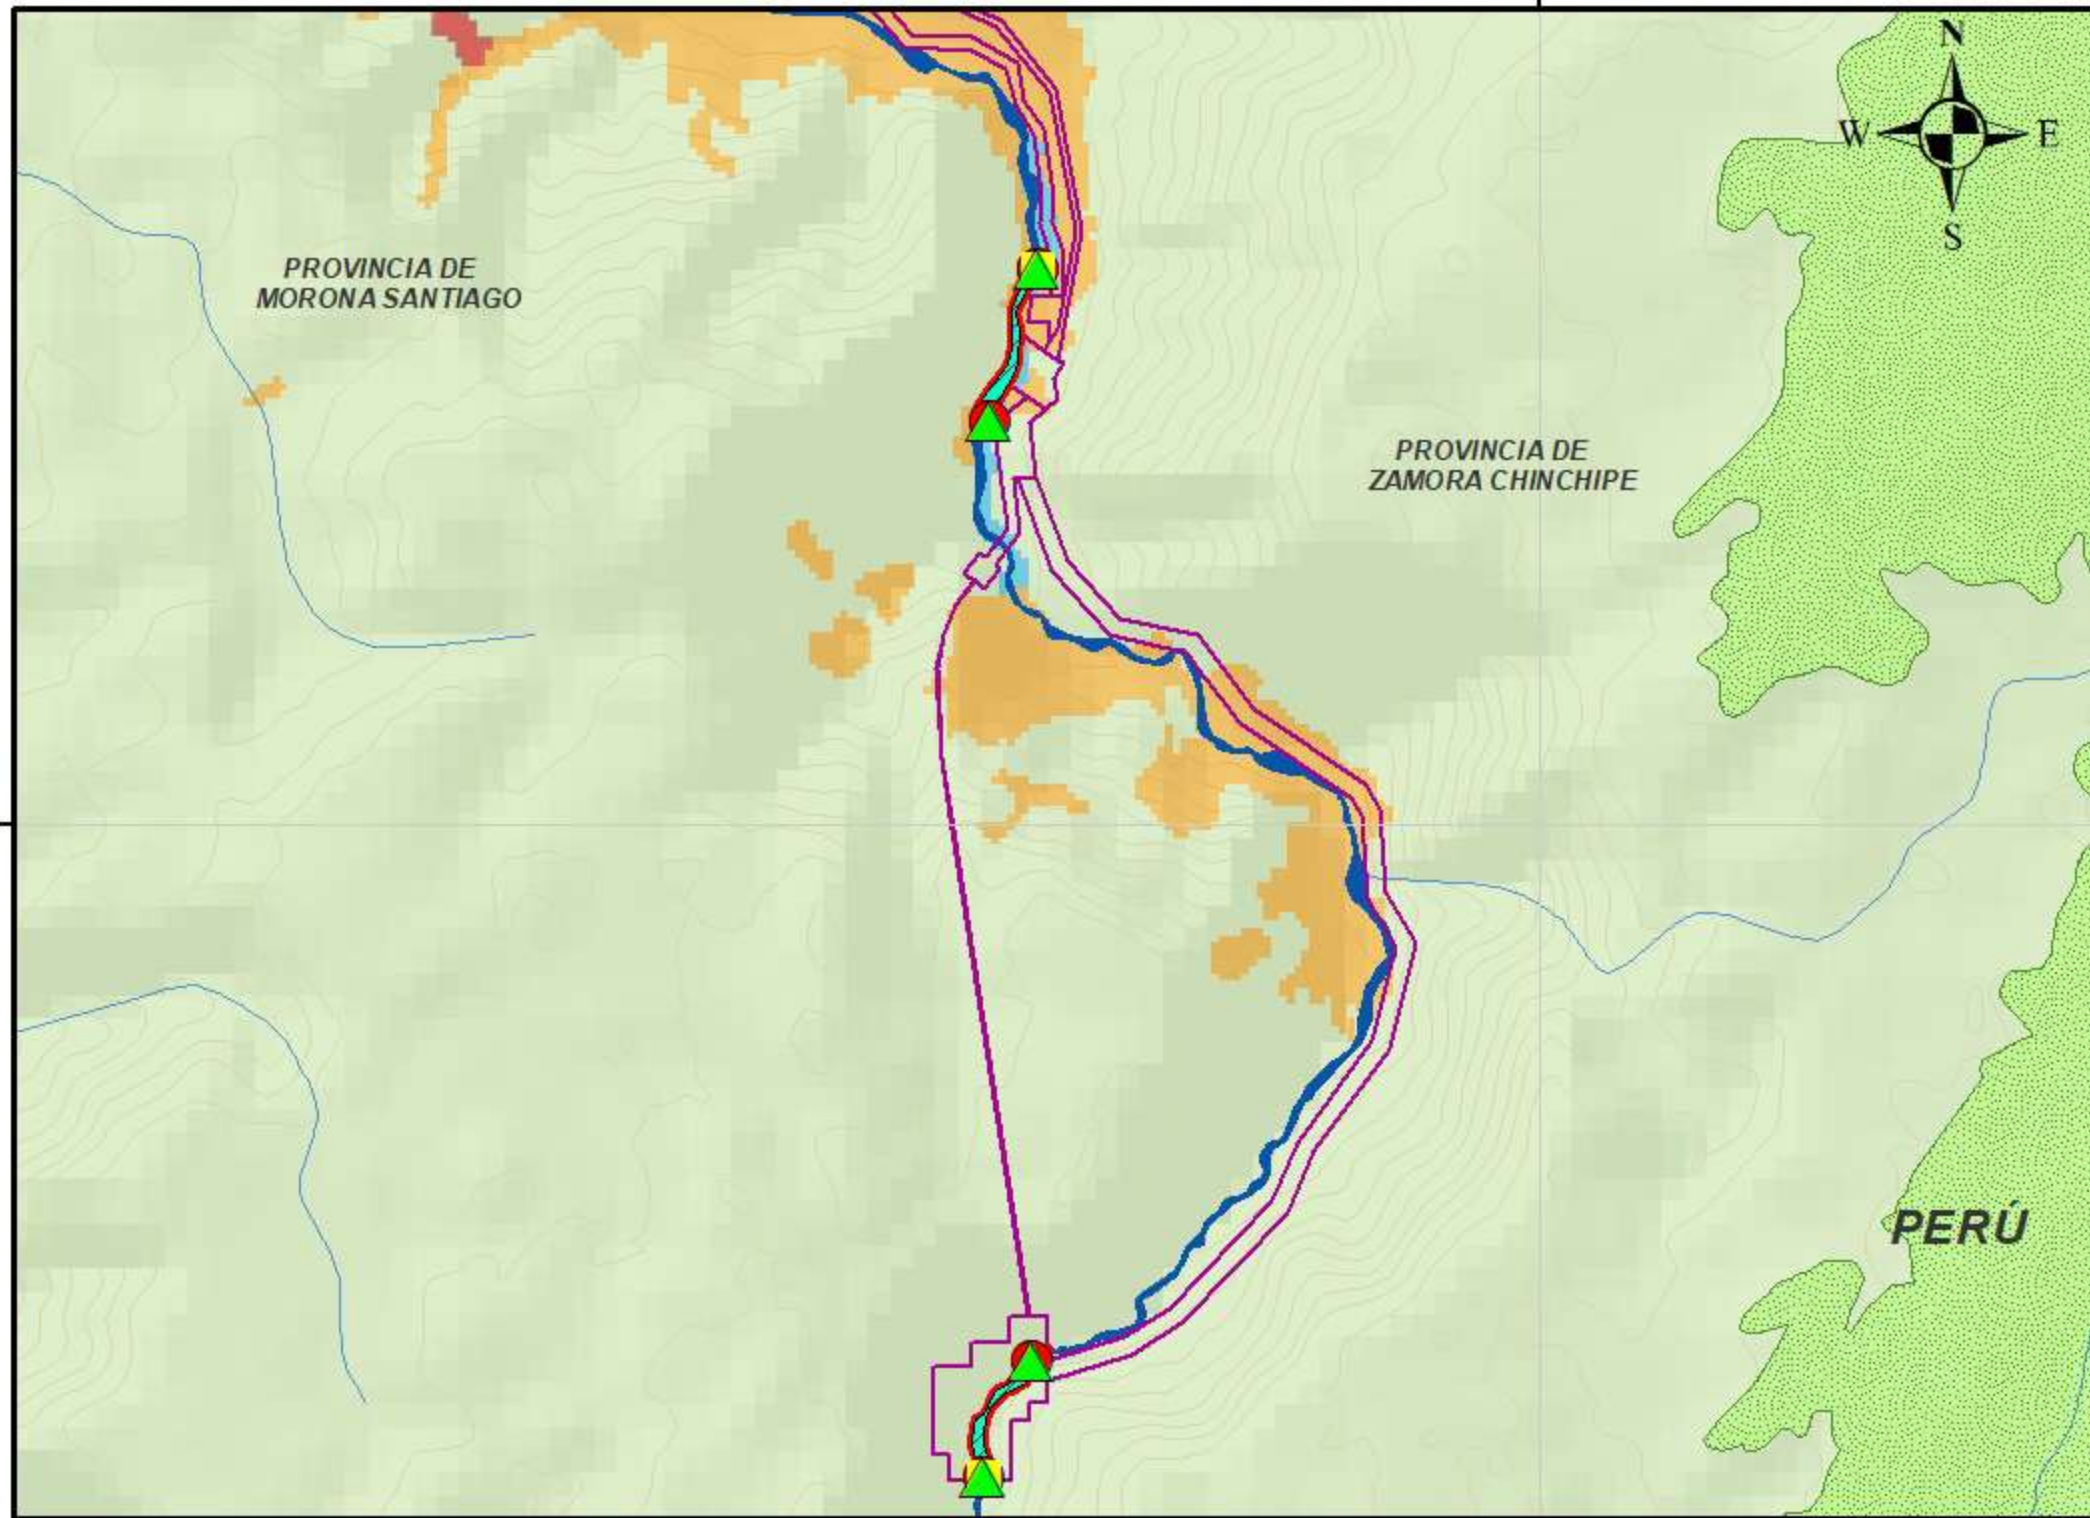 N
W E
S
PROVINCIA DE
MORONA SANTIAGO
PROVINCIA DE
ZAMORA CHINCHIPE
PERÚ